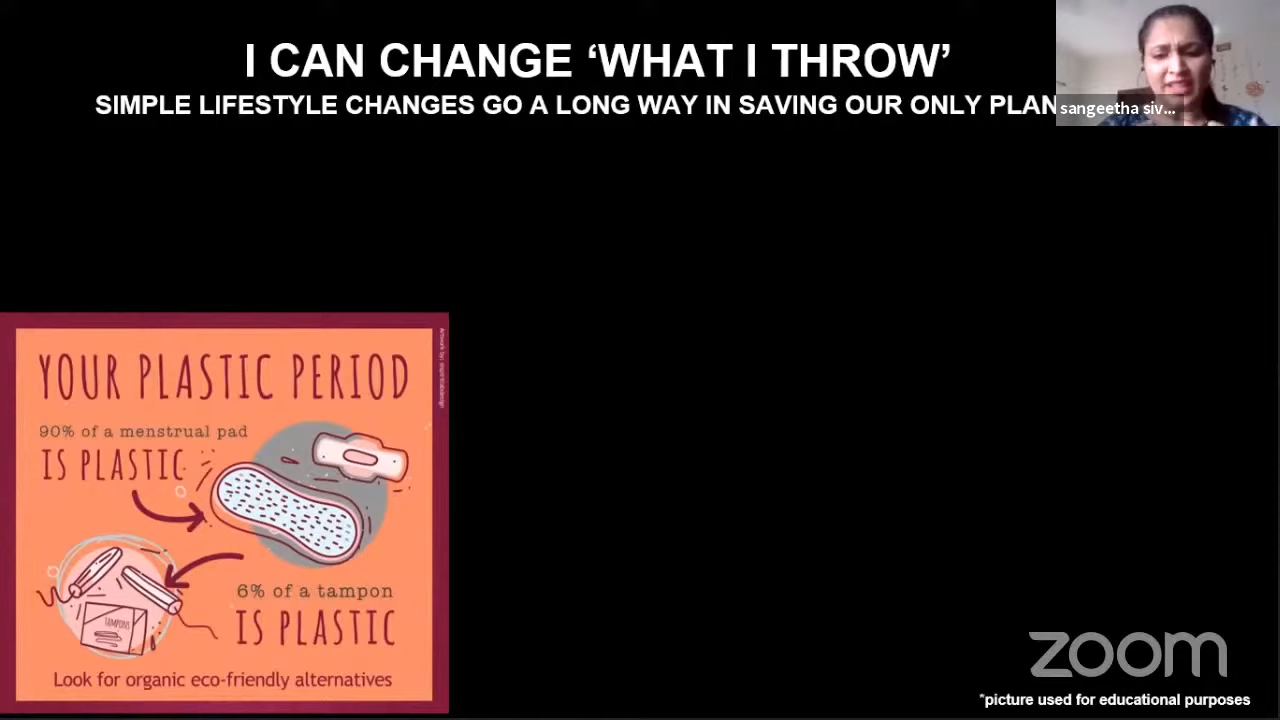 I CAN CHANGE ‘WHAT I THROW’
SIMPLE LIFESTYLE CHANGES GO A LONG WAY IN SAVING OUR ONLY PLAN
sangeetha siv...
YOUR PLASTIC PERIOD
90% of a menstrual pad
IS PLASTIC
TAMPONS
6% of a tampon
IS PLASTIC
Look for organic eco-friendly alternatives
zoom
*picture used for educational purposes